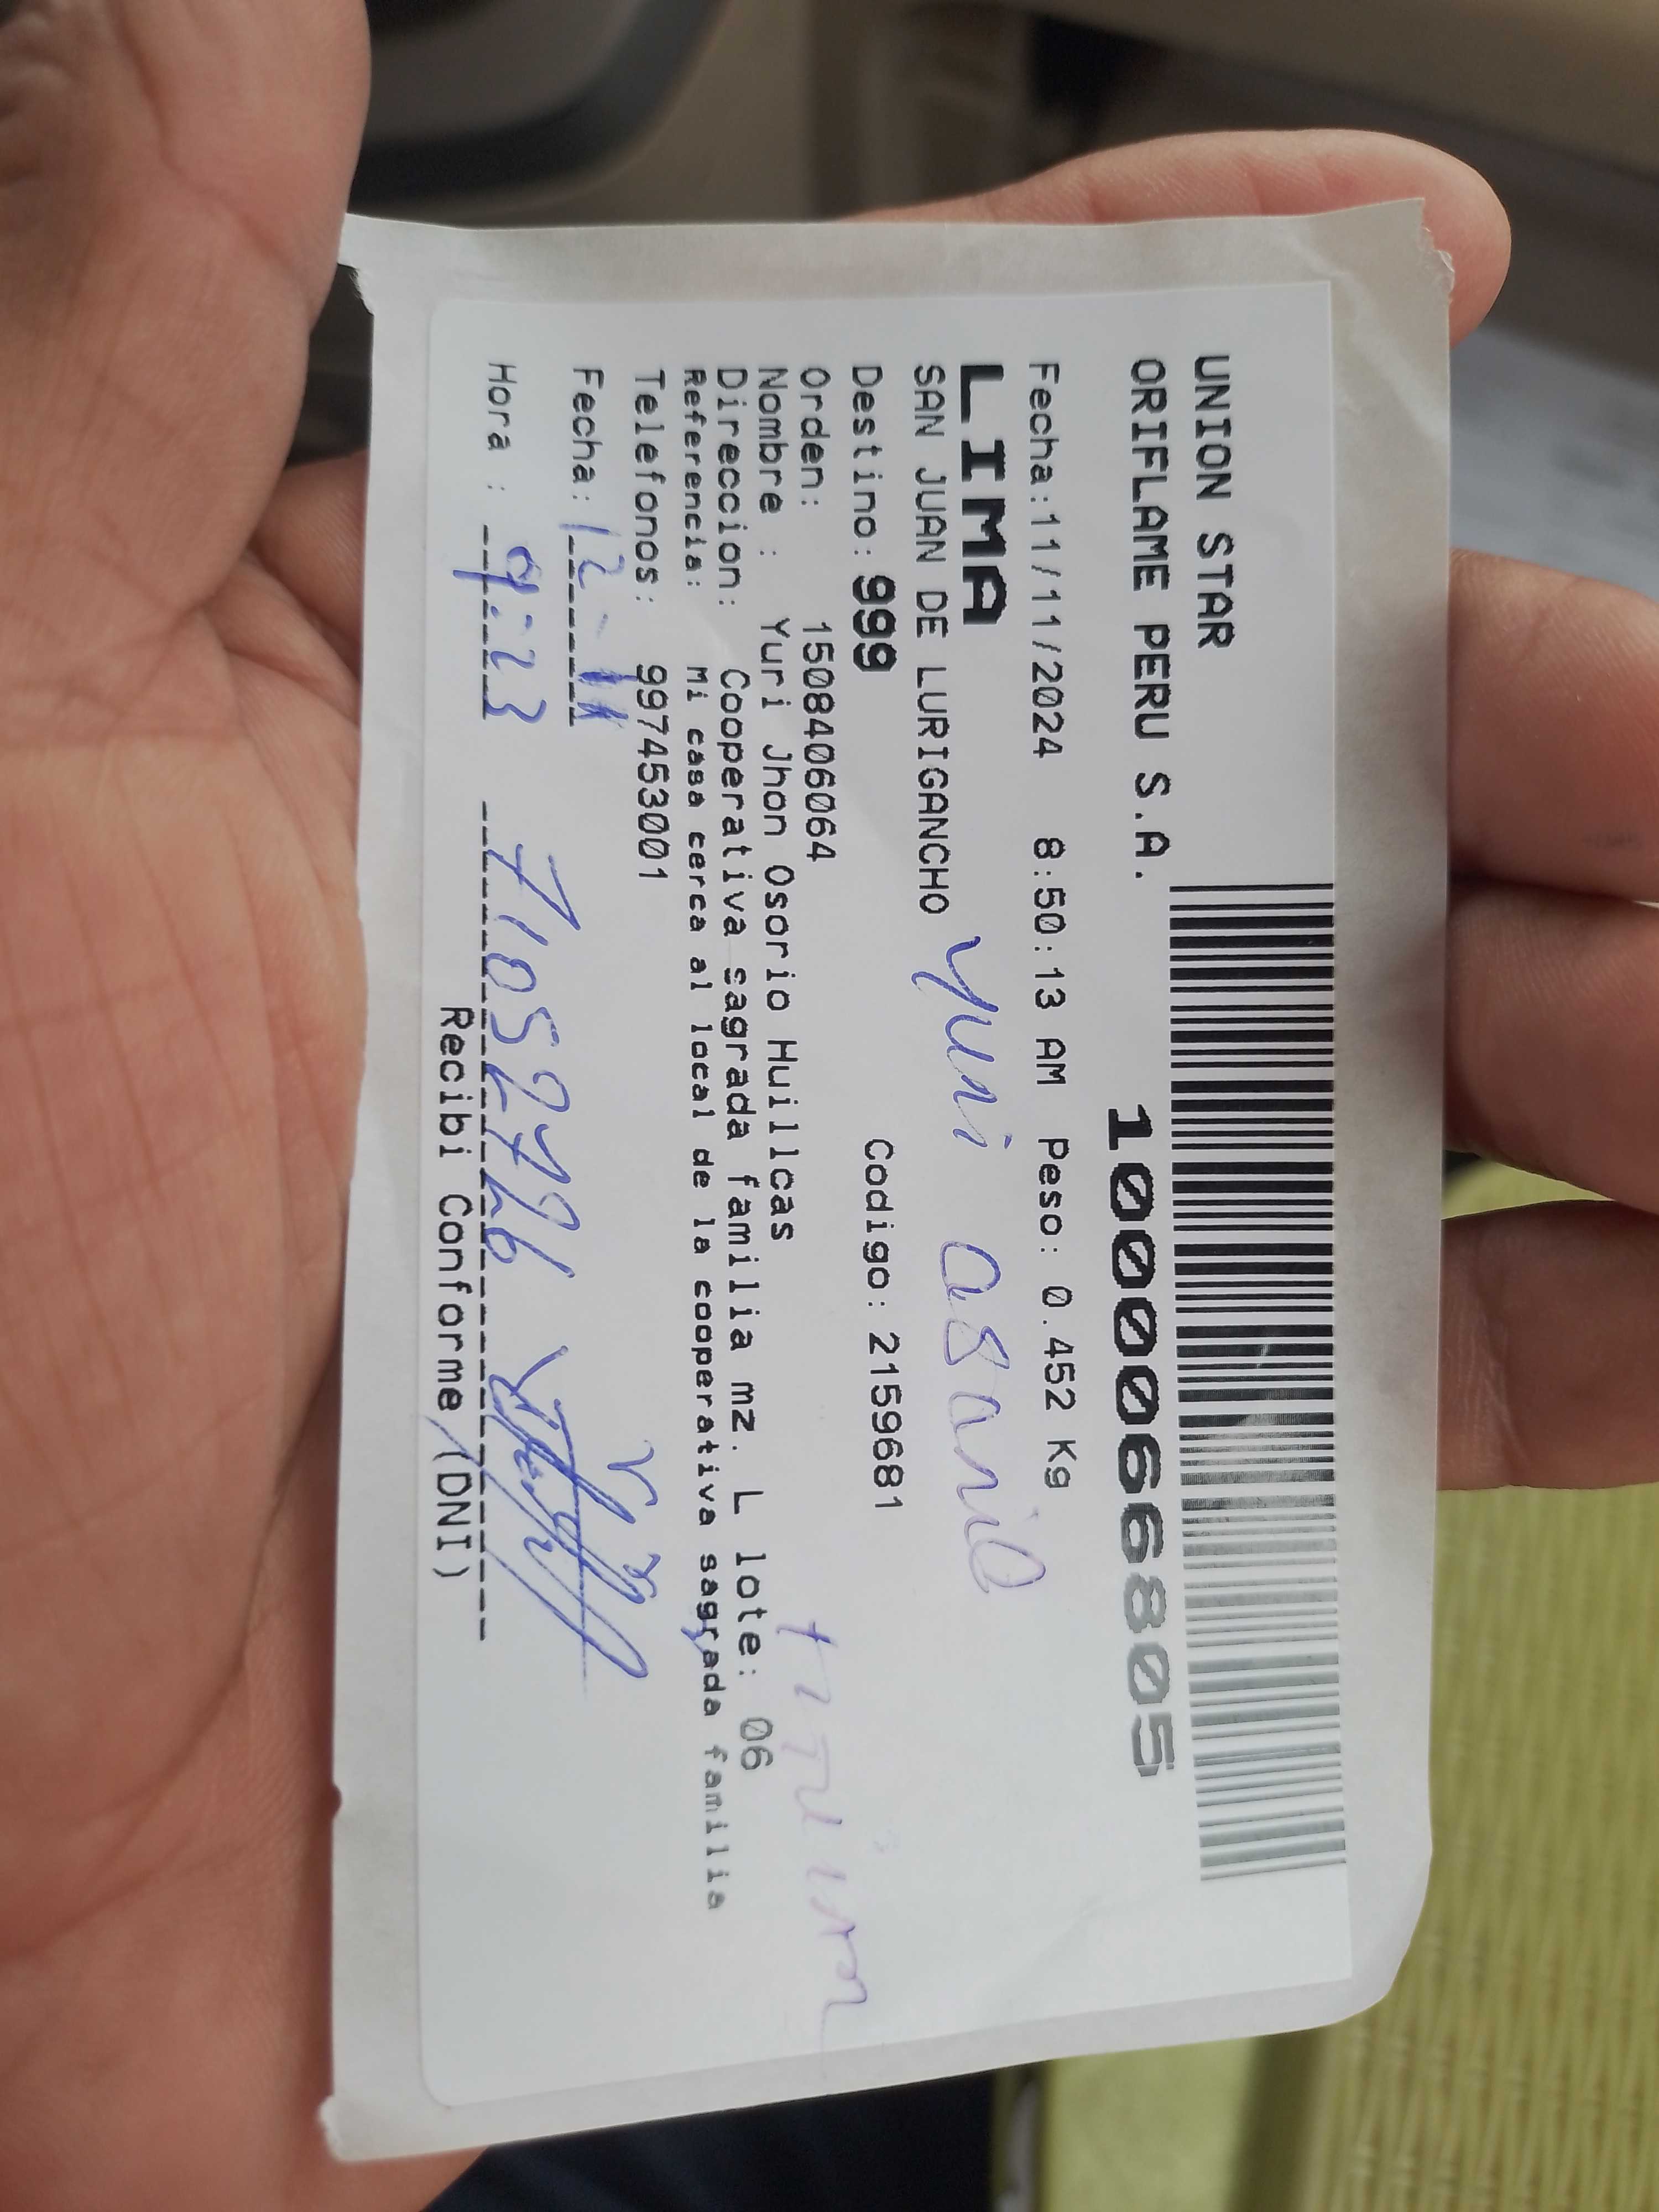 UNION STAR
ORIFLAME PERU S.A.
1000066805
Fecha:11/11/2024 8:50:13 AM Peso: 0.452 Kg
LIMA
Yuri Osorio
SAN JUAN DE LURIGANCHO
Destino: 999 Codigo: 2159681
Orden: 1508406064
Nombre : Yuri Jhon Osorio Huillcas
Direccion: Cooperativa sagrada familia mz. L lote: 06
Referencia: Mi casa cerca al local de la cooperativa sagrada familia
Telefonos: 997453001
Fecha: 12-11
Hora : 9:23
Recibi Conforme/(DNI)